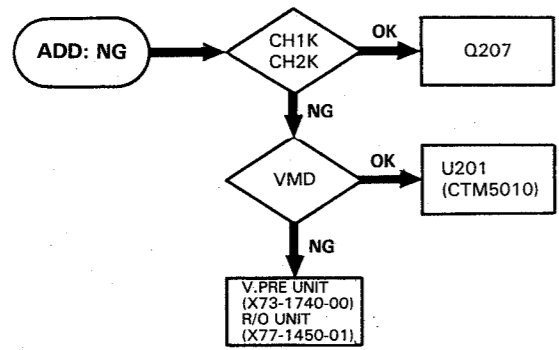 ADD: NG
CH1K
CH2K
OK
Q207
NG
VMD
OK
U201
(CTM5010)
NG
V.PRE UNIT
(X73-1740-00)
R/O UNIT
(X77-1450-01)